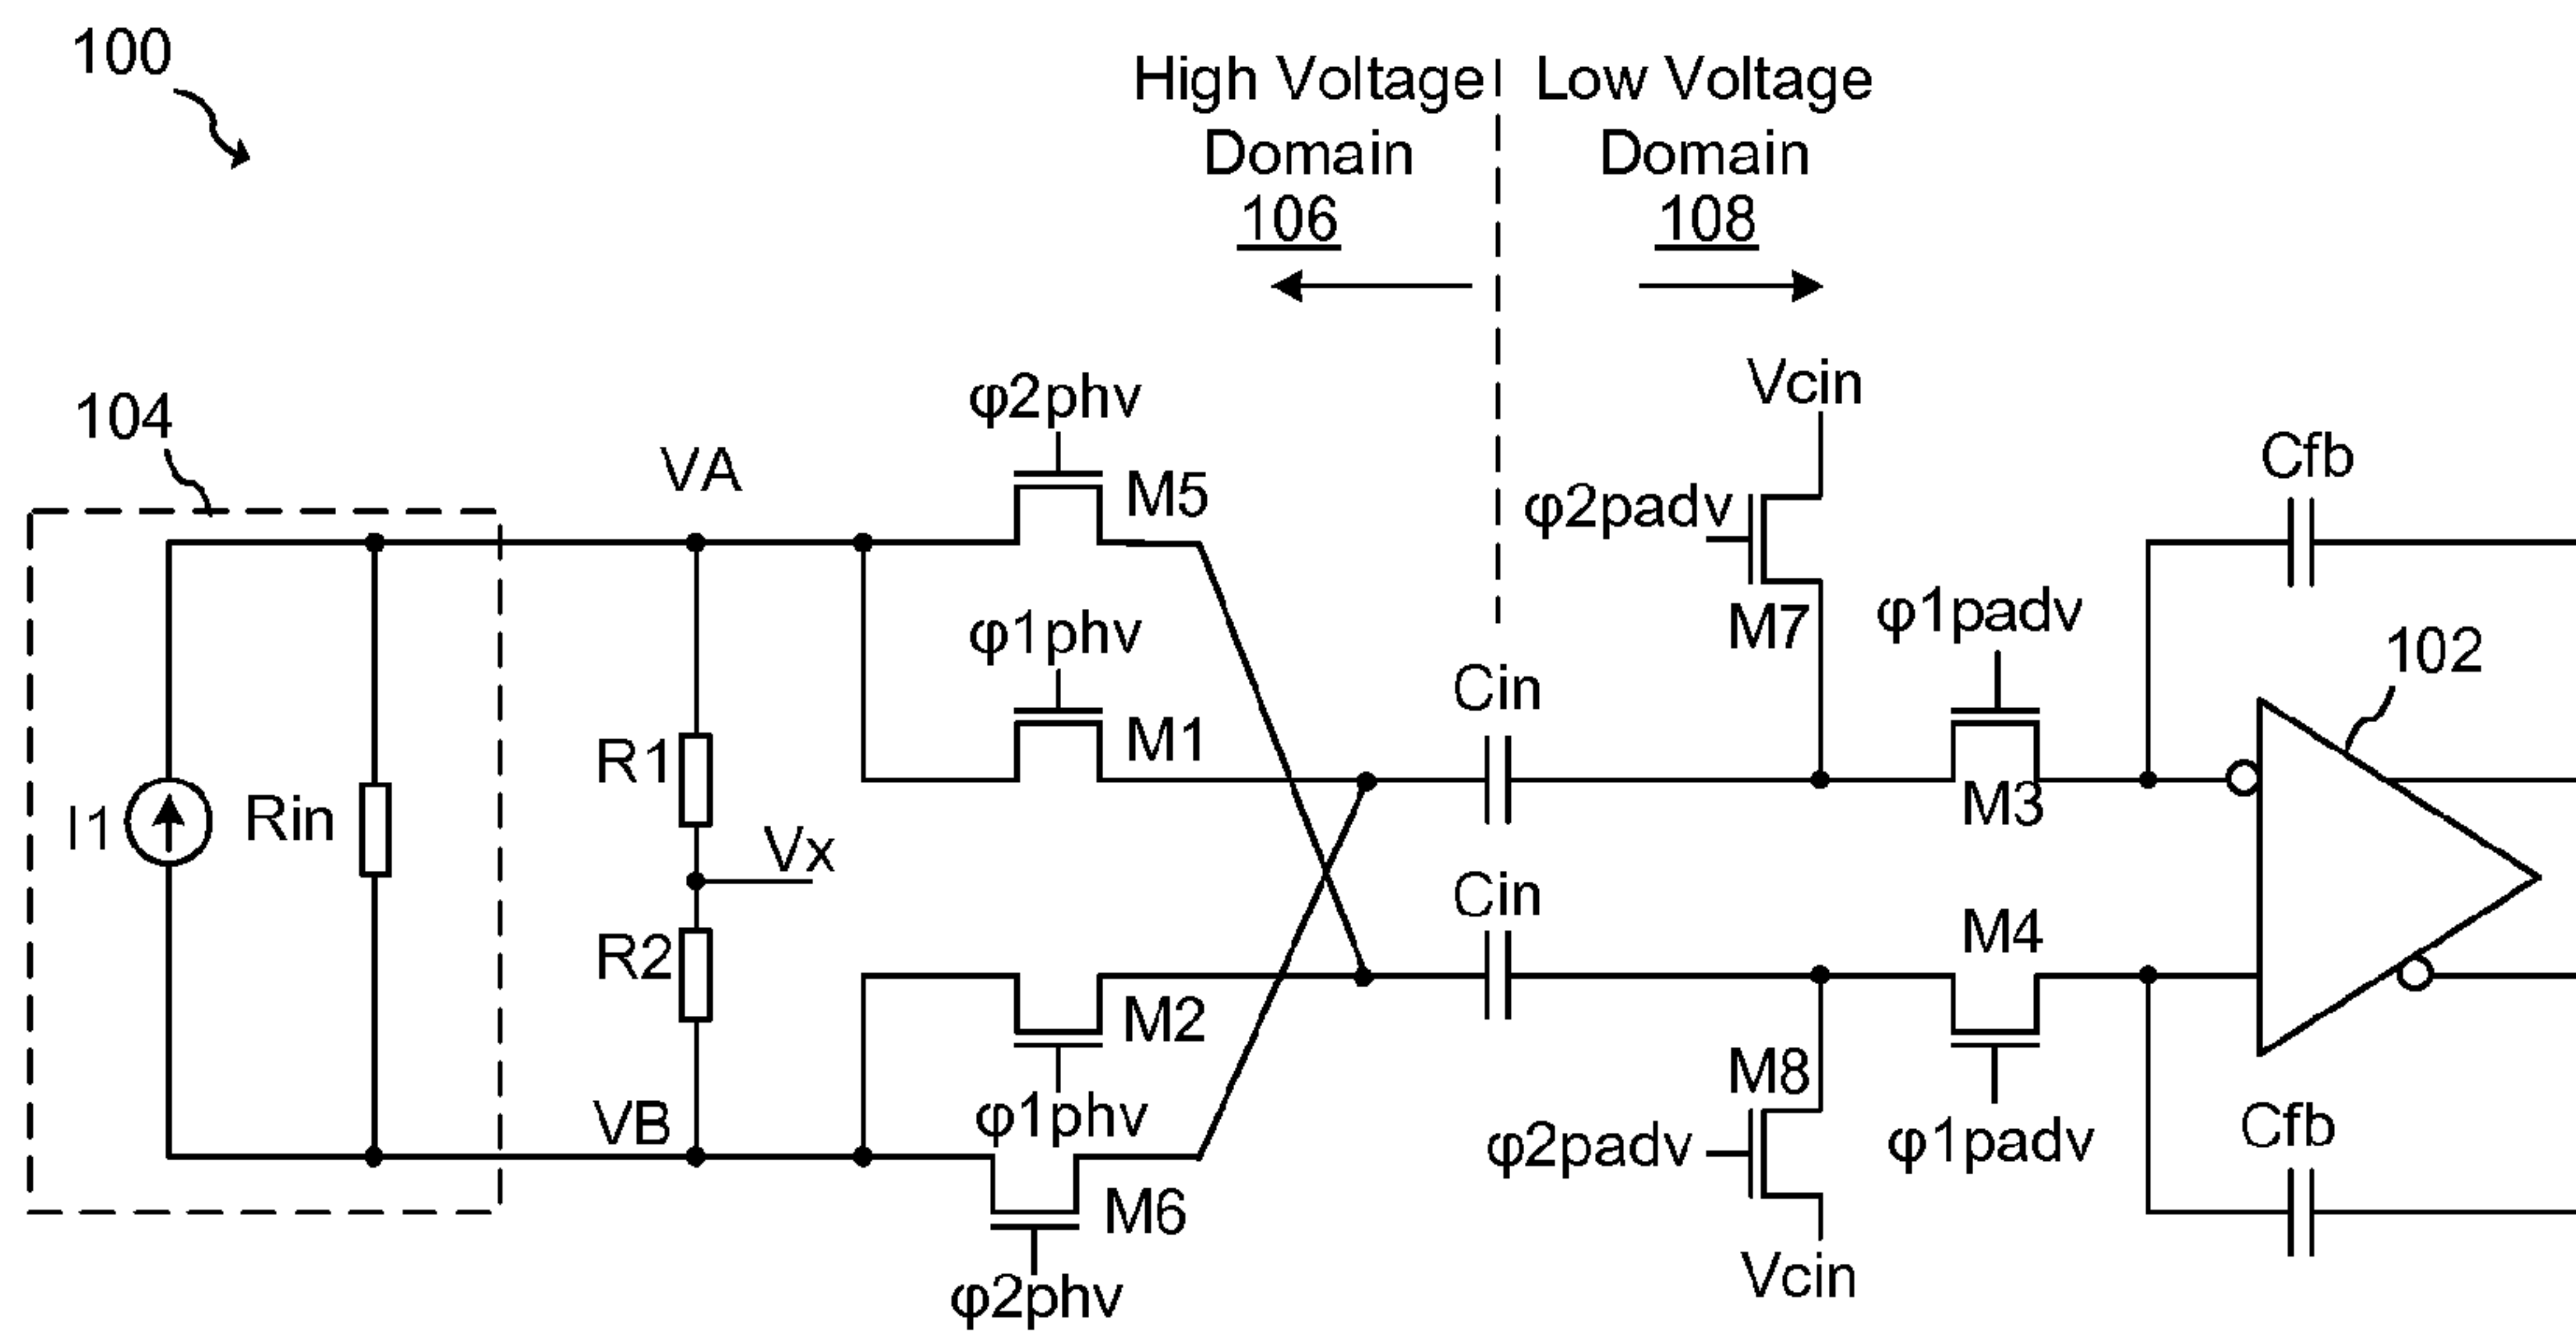 100
High Voltage
Domain
106
Low Voltage
Domain
108
104
VA
φ2phv
M5
φ1phv
M1
Vcin
φ2padv
M7
φ1padv
M3
Cfb
102
Cin
I1
Rin
R1
Vx
R2
Cin
M4
M2
φ1phv
VB
M6
φ2phv
M8
φ2padv
Vcin
φ1padv
Cfb